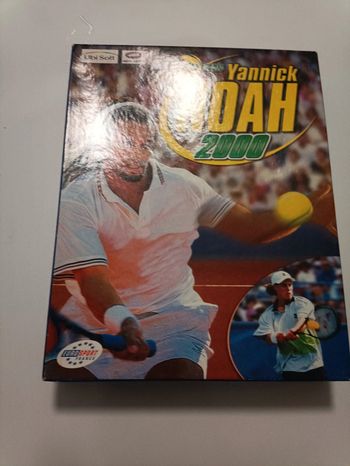 Ubi Soft
Yannick
NOAH
2000
EUROSPORT
FRANCE